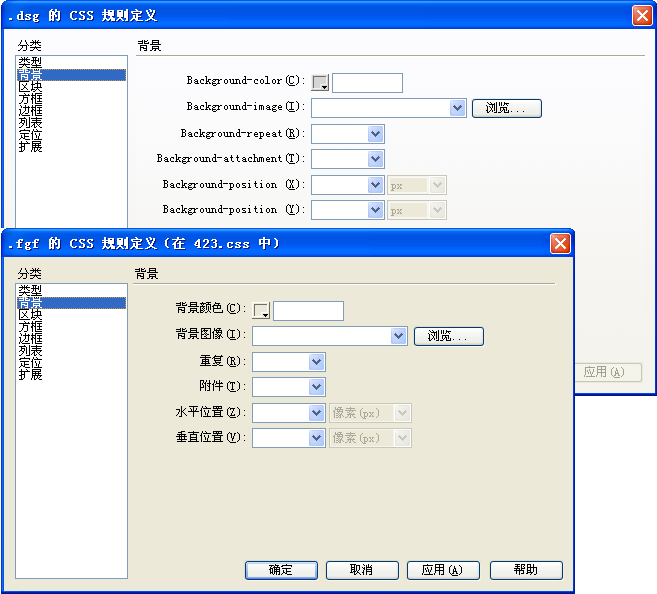 .dsg 的 CSS 规则定义
分类
背景
类型
背景
区块
方框
边框
列表
定位
扩展
Background-color(C):
Background-image(I):
浏览...
Background-repeat(R):
Background-attachment(T):
Background-position (X):
px
Background-position (Y):
px
应用(A)
.fgf 的 CSS 规则定义（在 423.css 中）
分类
背景
类型
背景
区块
方框
边框
列表
定位
扩展
背景颜色(C):
背景图像(I):
浏览...
重复(R):
附件(T):
水平位置(Z):
像素(px)
垂直位置(V):
像素(px)
确定
取消
应用(A)
帮助